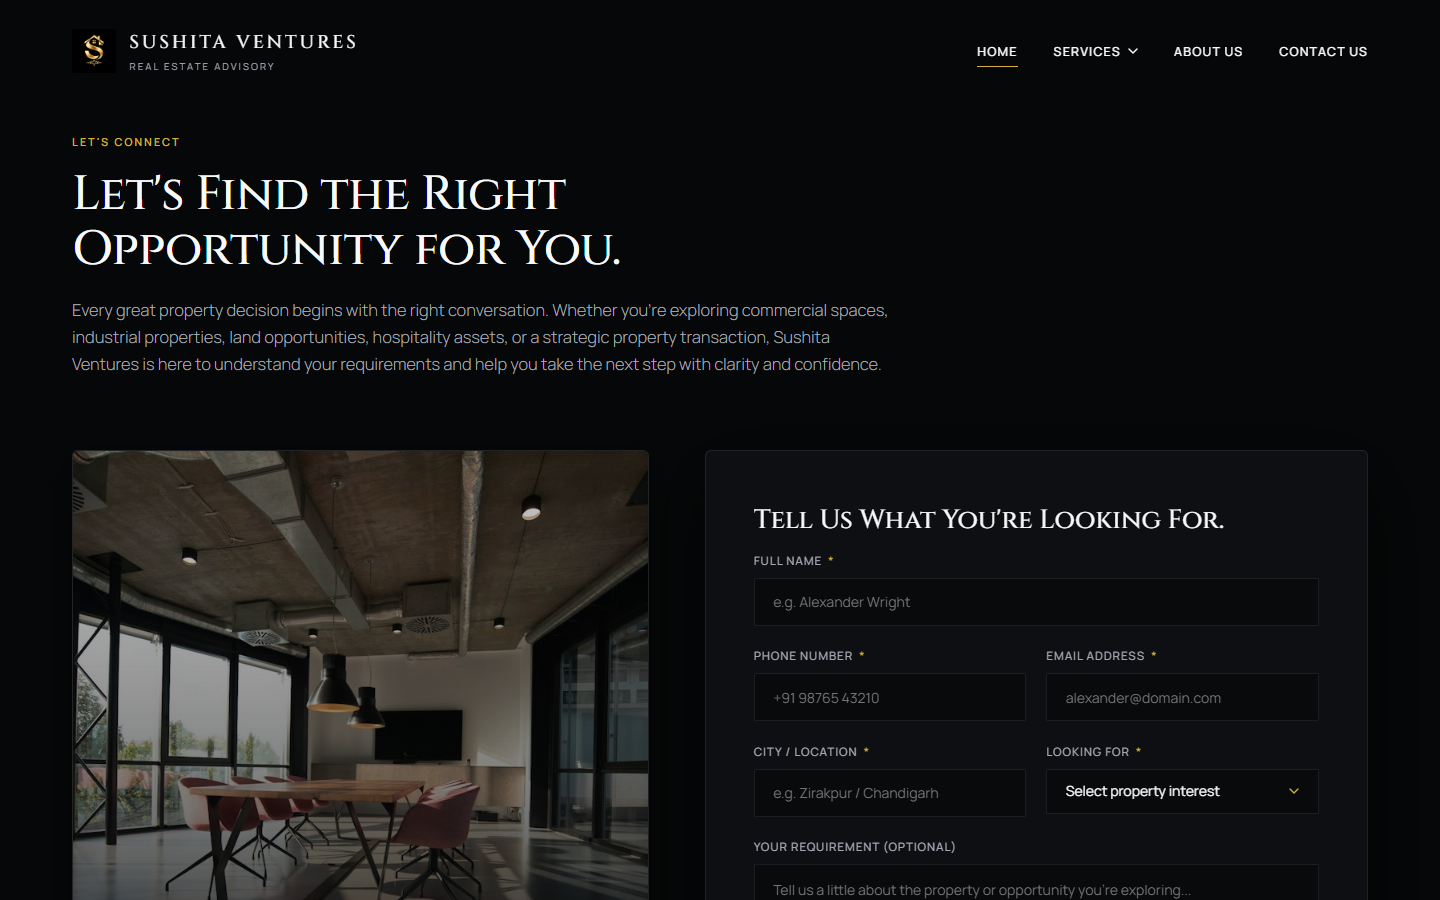 SUSHITA VENTURES
REAL ESTATE ADVISORY
HOME
SERVICES
ABOUT US
CONTACT US
LET'S CONNECT
Let's Find the Right
Opportunity for You.
Every great property decision begins with the right conversation. Whether you're exploring commercial spaces,
industrial properties, land opportunities, hospitality assets, or a strategic property transaction, Sushita
Ventures is here to understand your requirements and help you take the next step with clarity and confidence.
Tell Us What You're Looking For.
FULL NAME *
e.g. Alexander Wright
PHONE NUMBER *
EMAIL ADDRESS *
+91 98765 43210
alexander@domain.com
CITY / LOCATION *
LOOKING FOR *
e.g. Zirakpur / Chandigarh
Select property interest
YOUR REQUIREMENT (OPTIONAL)
Tell us a little about the property or opportunity you're exploring...